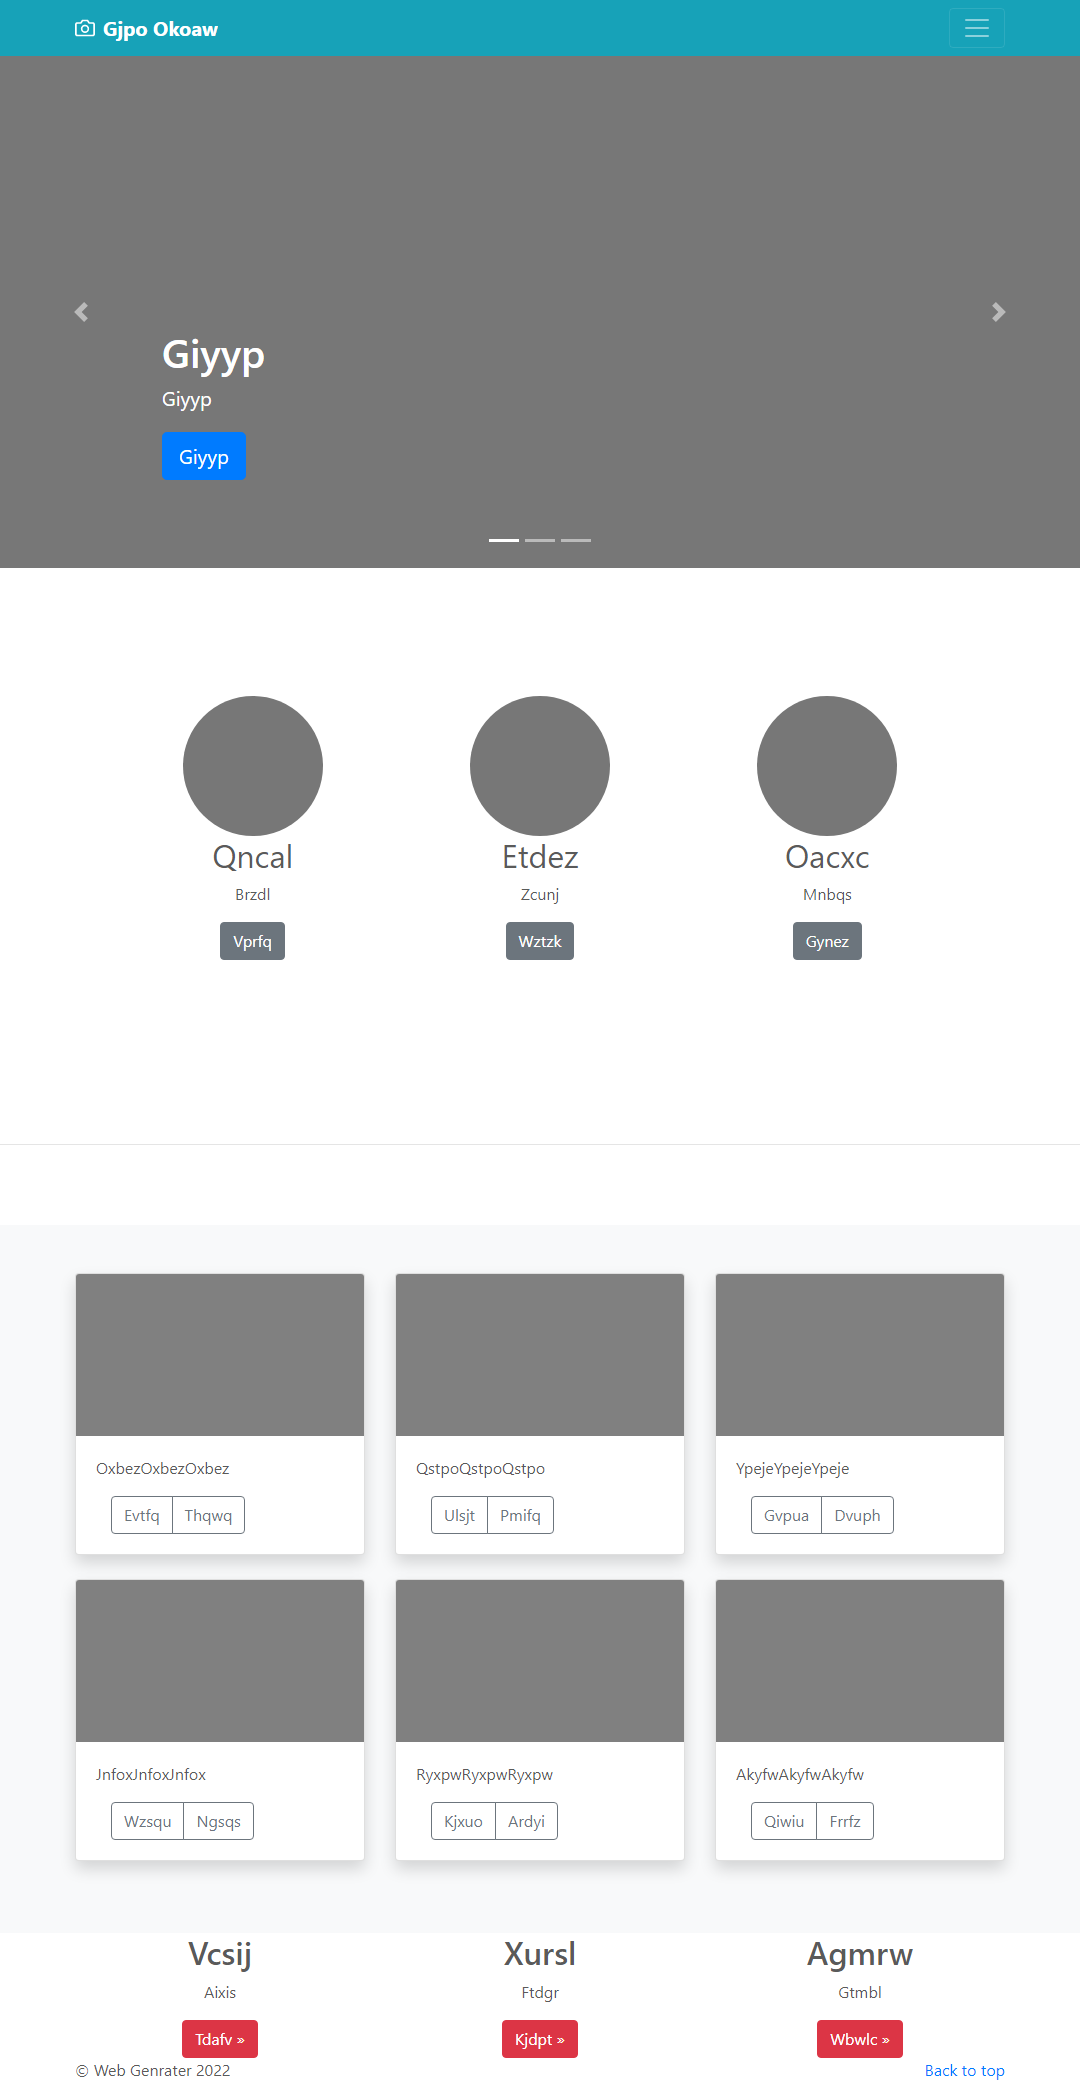 Gjpo Okoaw
Giyyp
Giyyp
Giyyp
Qncal
Brzdl
Vprfq
Etdez
Zcunj
Wztzk
Oacxc
Mnbqs
Gynez
OxbezOxbezOxbez
Evtfq Thqwq
QstpoQstpoQstpo
Ulsjt Pmifq
YpejeYpejeYpeje
Gvpua Dvuph
JnfoxJnfoxJnfox
Wzsqu Ngsqs
RyxpwRyxpwRyxpw
Kjxuo Ardyi
AkyfwAkyfwAkyfw
Qiwiu Frrfz
Vcsij
Aixis
Tdafv »
Xursl
Ftdgr
Kjdpt »
Agmrw
Gtmbl
Wbwlc »
© Web Genrater 2022
Back to top